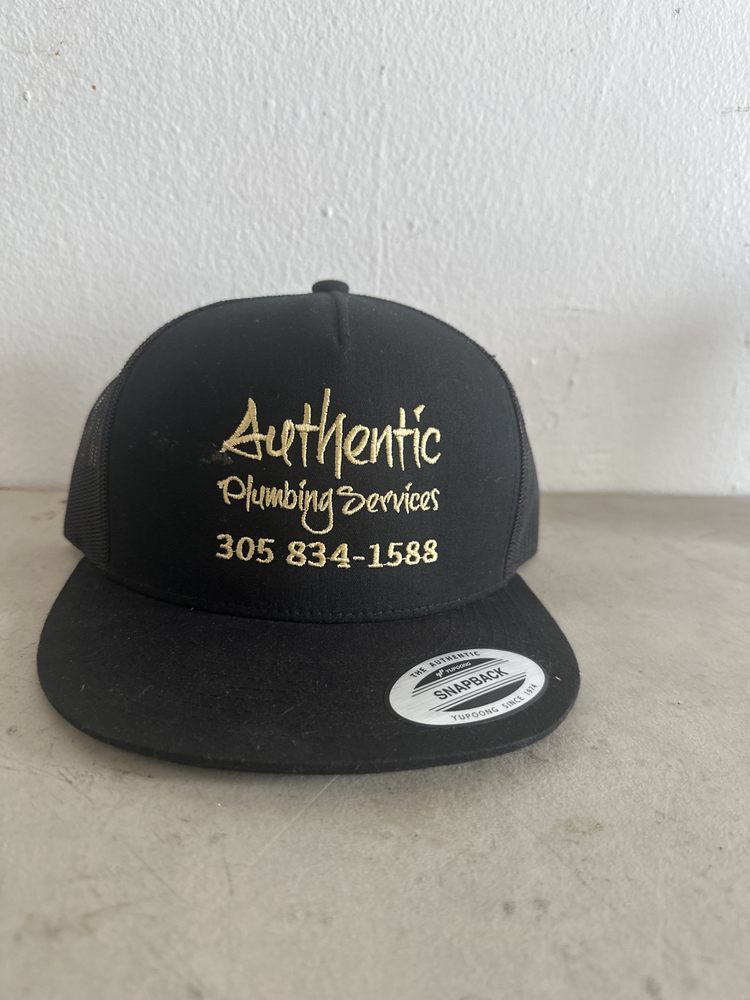 Authentic
Plumbing Services
305 834-1588
THE AUTHENTIC
YUPOONG
SNAPBACK
YUPOONG SINCE 1974